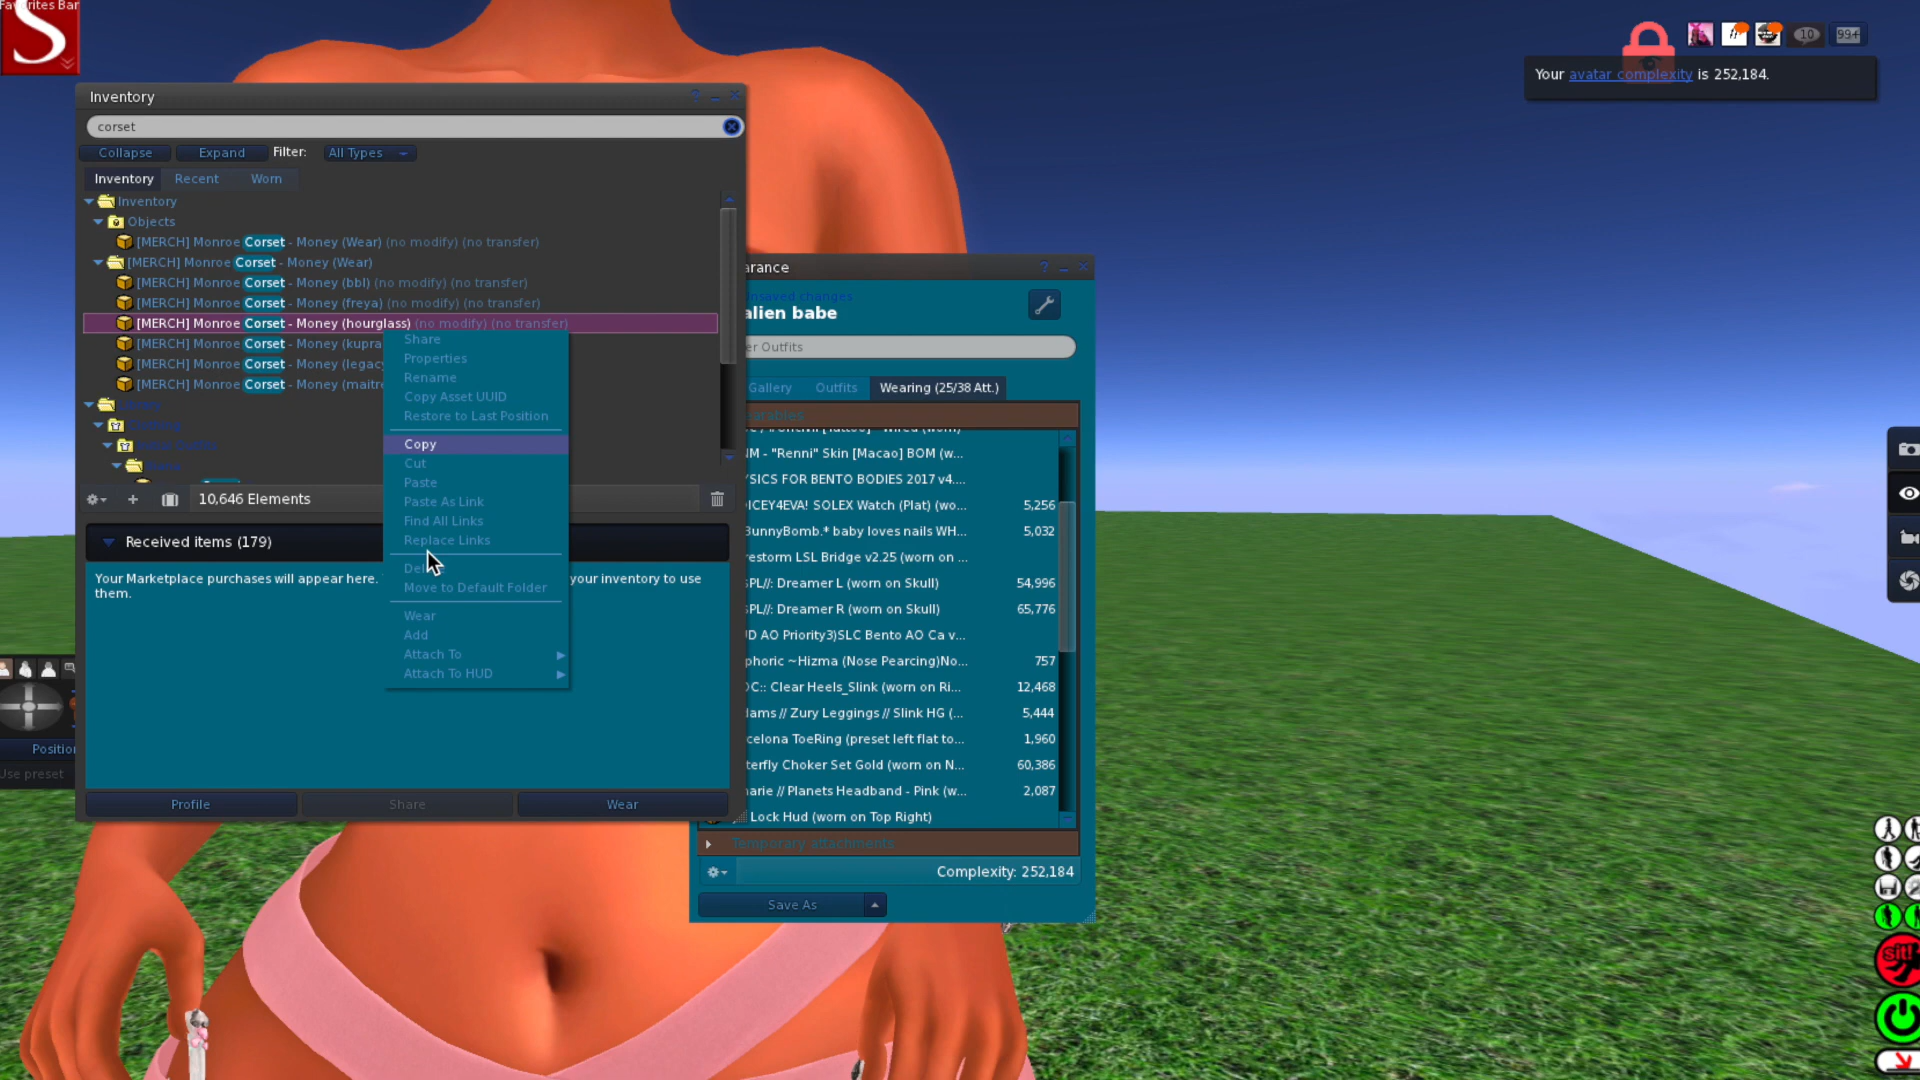 Favorites Bar
S
10
99+
Your avatar complexity is 252,184.
Inventory
corset
Collapse
Expand
Filter:
All Types
Inventory
Recent
Worn
Inventory
Objects
[MERCH] Monroe Corset - Money (Wear) (no modify) (no transfer)
[MERCH] Monroe Corset - Money (Wear)
[MERCH] Monroe Corset - Money (bbl) (no modify) (no transfer)
[MERCH] Monroe Corset - Money (freya) (no modify) (no transfer)
[MERCH] Monroe Corset - Money (hourglass) (no modify) (no transfer)
[MERCH] Monroe Corset - Money (kupra
[MERCH] Monroe Corset - Money (legacy
[MERCH] Monroe Corset - Money (maitre
10,646 Elements
Received items (179)
Your Marketplace purchases will appear here.
your inventory to use
them.
Profile
Share
Wear
Share
Properties
Rename
Copy Asset UUID
Restore to Last Position
Copy
Cut
Paste
Paste As Link
Find All Links
Replace Links
Move to Default Folder
Wear
Add
Attach To
Attach To HUD
arance
Unsaved changes
alien babe
er Outfits
Gallery
Outfits
Wearing (25/38 Att.)
earables
NM - "Renni" Skin [Macao] BOM (w...
YSICS FOR BENTO BODIES 2017 v4....
ICEY4EVA! SOLEX Watch (Plat) (wo... 5,256
BunnyBomb.* baby loves nails WH... 5,032
restorm LSL Bridge v2.25 (worn on ...
SPL//: Dreamer L (worn on Skull) 54,996
SPL//: Dreamer R (worn on Skull) 65,776
D AO Priority3)SLC Bento AO Ca v...
phoric ~Hizma (Nose Pearcing)No... 757
C:: Clear Heels_Slink (worn on Ri... 12,468
lams // Zury Leggings // Slink HG (... 5,444
celona ToeRing (preset left flat to... 1,960
terfly Choker Set Gold (worn on N... 60,386
arie // Planets Headband - Pink (w... 2,087
Lock Hud (worn on Top Right)
Temporary attachments
Complexity: 252,184
Save As
Position
Use preset
sit!